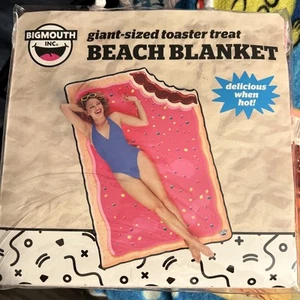 BIGMOUTH
INC.
giant-sized toaster treat
BEACH BLANKET
delicious
when
hot!